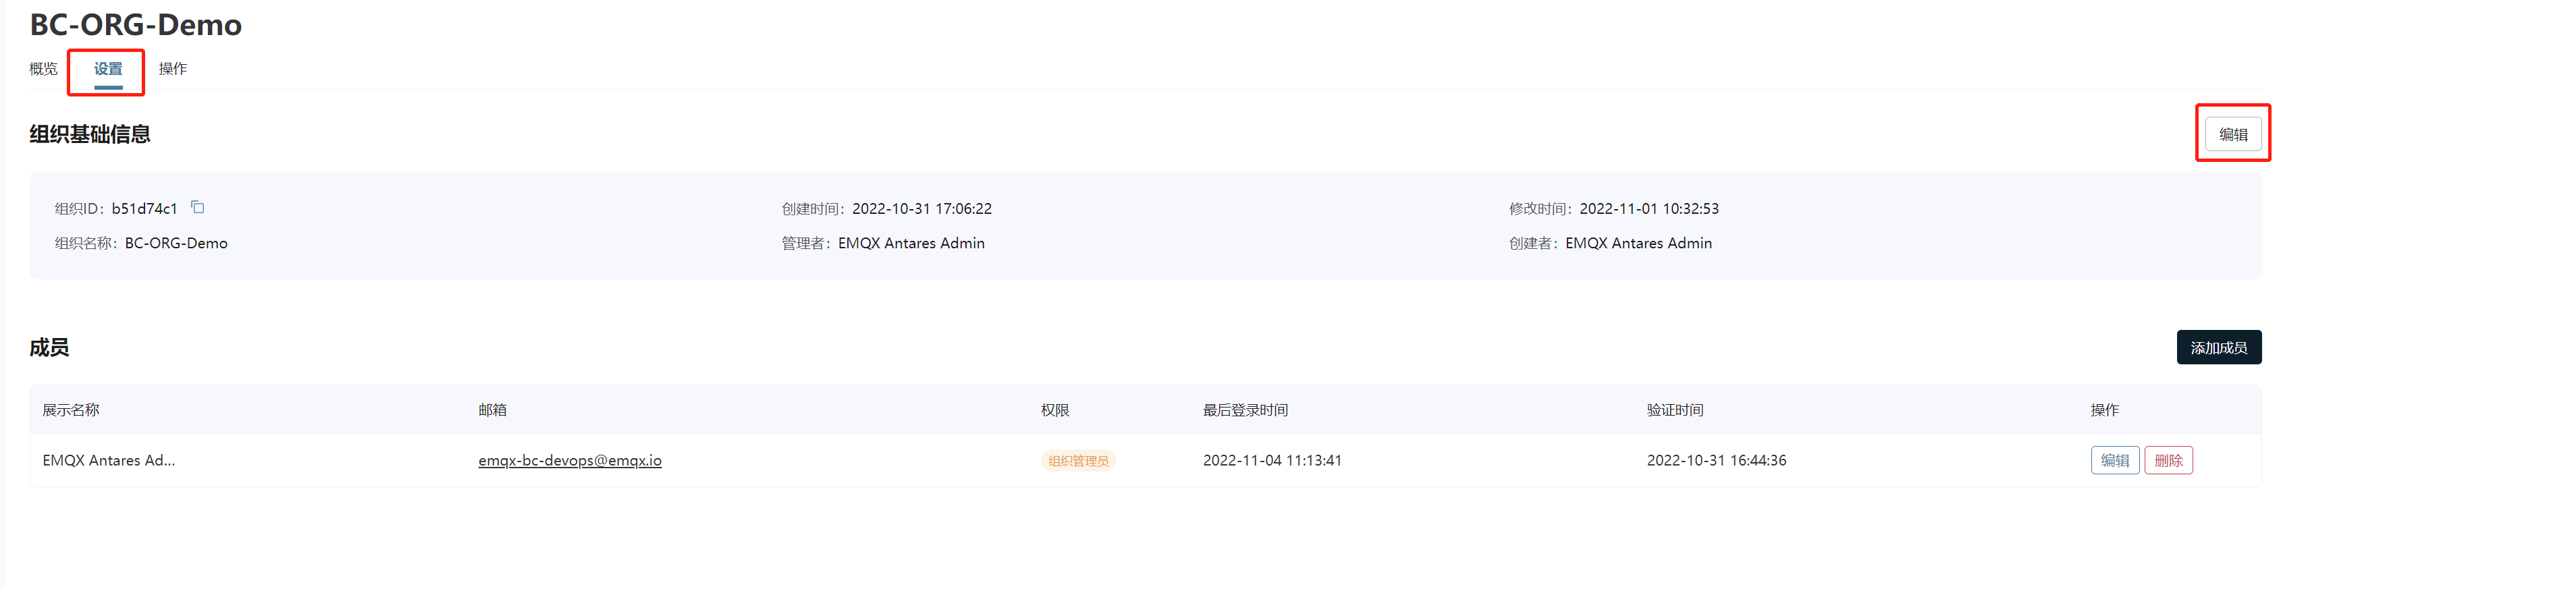 BC-ORG-Demo
概览 设置 操作
组织基础信息 编辑
组织ID：b51d74c1 创建时间：2022-10-31 17:06:22 修改时间：2022-11-01 10:32:53
组织名称：BC-ORG-Demo 管理者：EMQX Antares Admin 创建者：EMQX Antares Admin
成员 添加成员
展示名称 邮箱 权限 最后登录时间 验证时间 操作
EMQX Antares Ad... emqx-bc-devops@emqx.io 组织管理员 2022-11-04 11:13:41 2022-10-31 16:44:36 编辑 删除